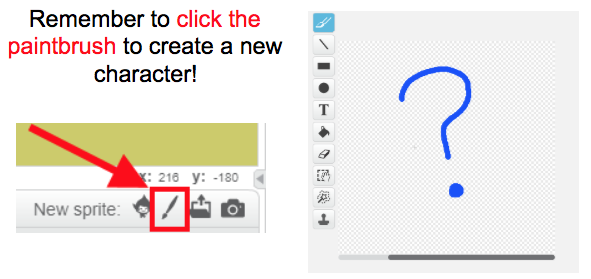 Remember to click the
paintbrush to create a new
character!
x: 216 y: -180
New sprite:
T
?